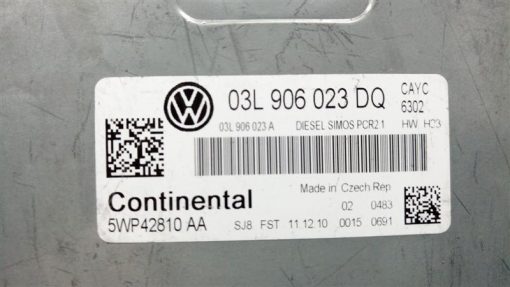 03L 906 023 DQ CAYC
6302
03L 906 023 A DIESEL SIMOS PCR2.1 HW H03
Continental Made in Czech Rep
02 0483
5WP42810 AA SJ8 FST 11.12.10 0015 0691